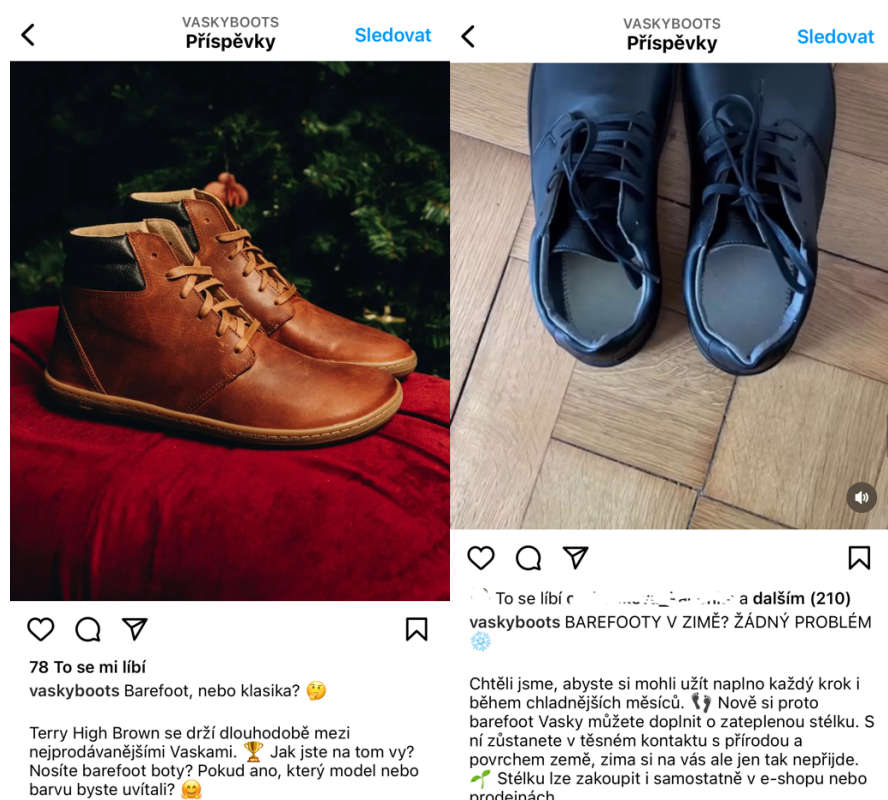 VASKYBOOTS
Příspěvky
Sledovat
78 To se mi líbí
vaskyboots Barefoot, nebo klasika? 🤔
Terry High Brown se drží dlouhodobě mezi
nejprodávanějšími Vaskami. 🏆 Jak jste na tom vy?
Nosíte barefoot boty? Pokud ano, který model nebo
barvu byste uvítali? 🤗
VASKYBOOTS
Příspěvky
Sledovat
To se líbí a dalším (210)
vaskyboots BAREFOOTY V ZIMĚ? ŽÁDNÝ PROBLÉM
❄️
Chtěli jsme, abyste si mohli užít naplno každý krok i
během chladnějších měsíců. 👣 Nově si proto
barefoot Vasky můžete doplnit o zateplenou stélku. S
ní zůstanete v těsném kontaktu s přírodou a
povrchem země, zima si na vás ale jen tak nepřijde.
🌱 Stélku lze zakoupit i samostatně v e-shopu nebo
prodejnách